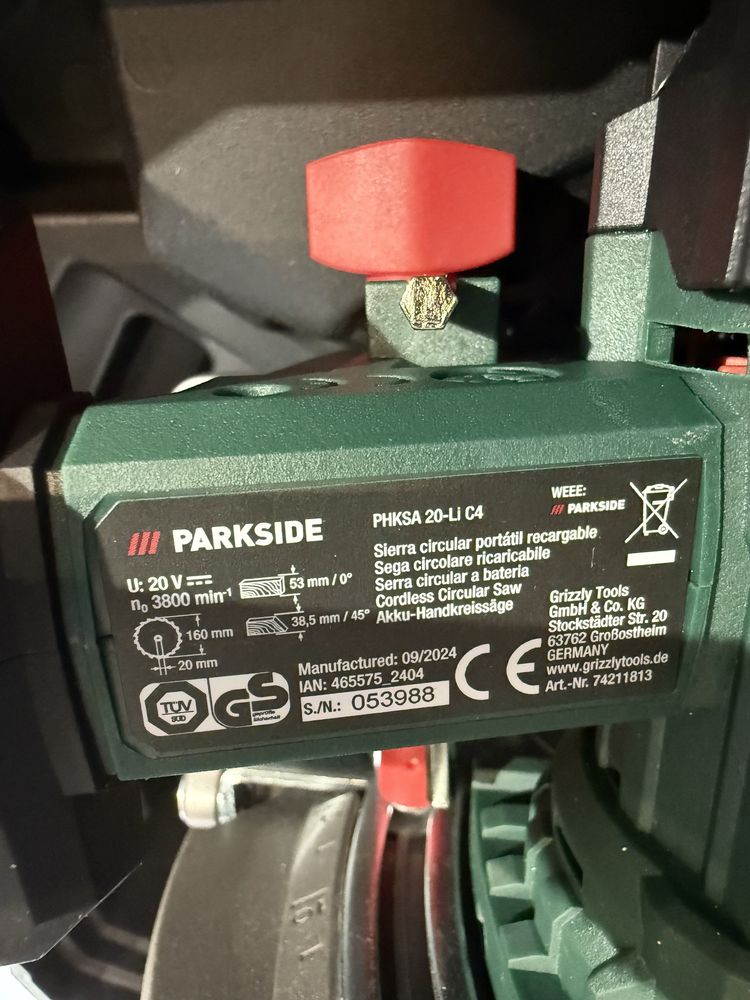 PARKSIDE
PHKSA 20-Li C4
WEEE:
PARKSIDE
U: 20 V
n0 3800 min-1
53 mm / 0°
160 mm
38,5 mm / 45°
20 mm
Sierra circular portátil recargable
Sega circolare ricaricabile
Serra circular a bateria
Cordless Circular Saw
Akku-Handkreissäge
Grizzly Tools
GmbH & Co. KG
Stockstädter Str. 20
63762 Großostheim
GERMANY
www.grizzlytools.de
Art.-Nr. 74211813
TÜV
SÜD
GS
geprüfte
Sicherheit
Manufactured: 09/2024
IAN: 465575_2404
S./N.: 053988
CE